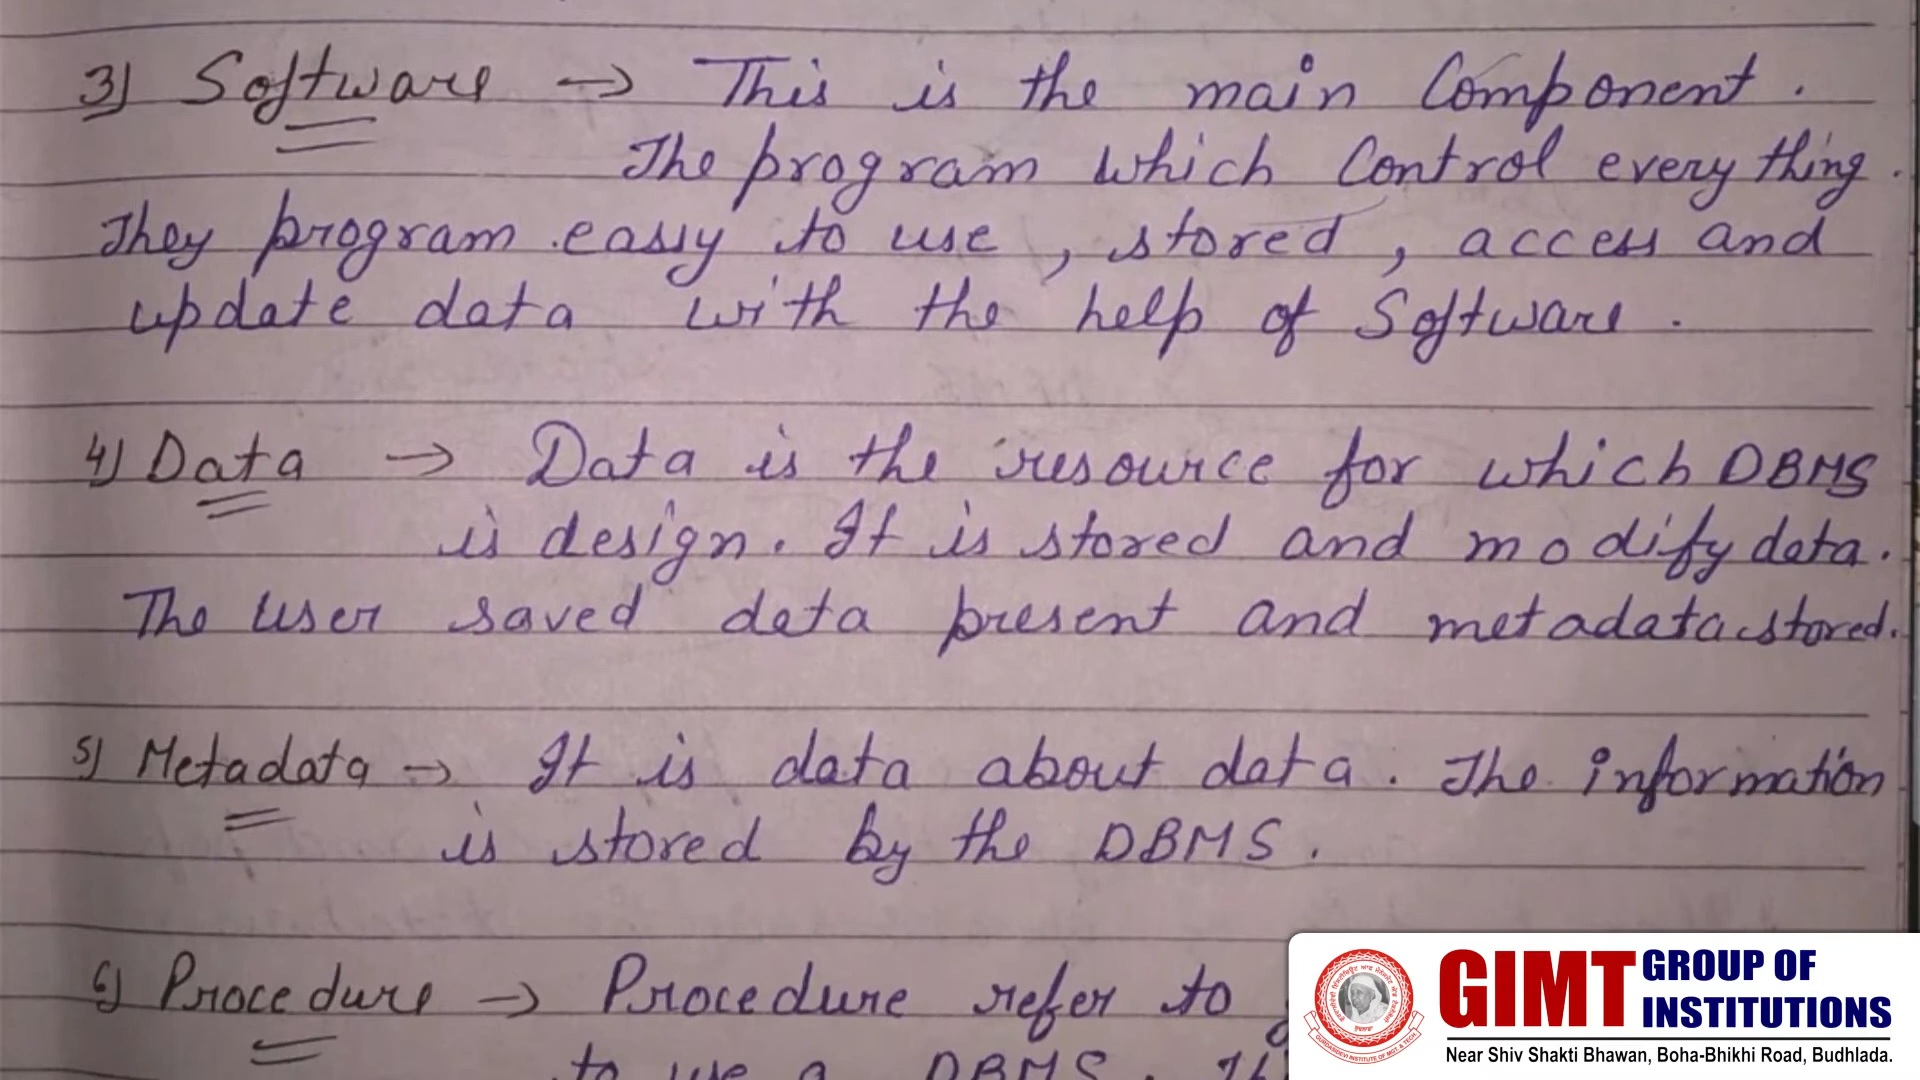 3) Software → This is the main Component.
The program which Control every thing.
They program easy to use, stored, access and
update data with the help of Software.
4) Data → Data is the resource for which DBMS
is design. It is stored and modify data.
The user saved data present and metadata stored.
5) Metadata → It is data about data. The information
is stored by the DBMS.
6) Procedure → Procedure refer to
to use a DBMS.
GIMT GROUP OF
INSTITUTIONS
Near Shiv Shakti Bhawan, Boha-Bhikhi Road, Budhlada.